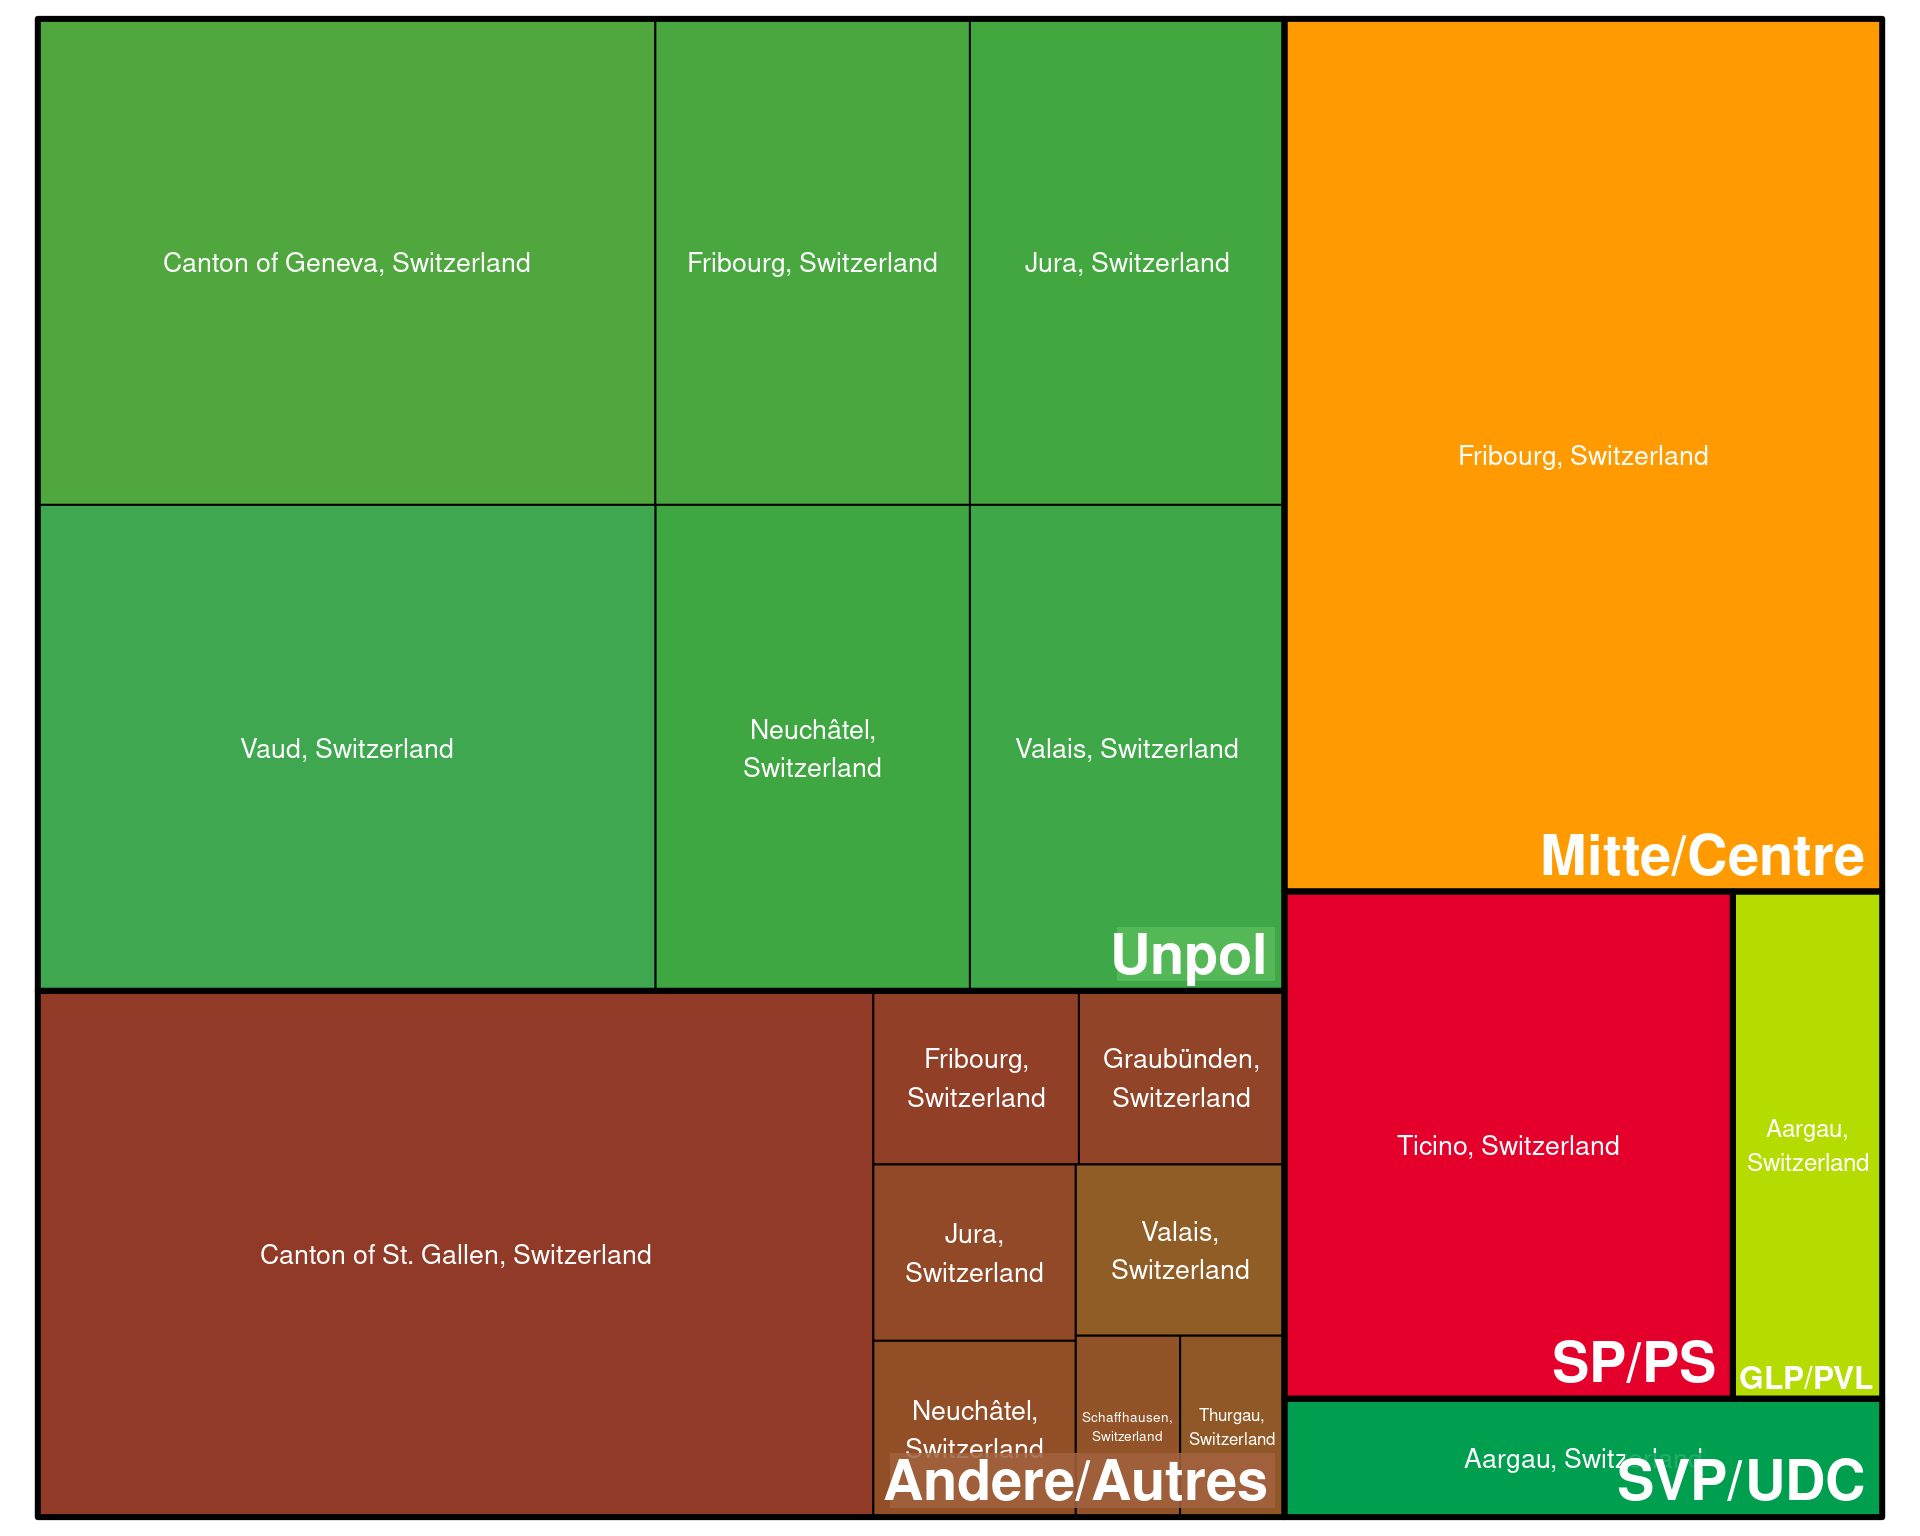 Canton of Geneva, Switzerland
Fribourg, Switzerland
Jura, Switzerland
Vaud, Switzerland
Neuchâtel,
Switzerland
Valais, Switzerland
Unpol
Canton of St. Gallen, Switzerland
Fribourg,
Switzerland
Graubünden,
Switzerland
Jura,
Switzerland
Valais,
Switzerland
Neuchâtel,
Switzerland
Schaffhausen,
Switzerland
Thurgau,
Switzerland
Andere/Autres
Fribourg, Switzerland
Mitte/Centre
Ticino, Switzerland
SP/PS
Aargau,
Switzerland
GLP/PVL
Aargau, Switzerland
SVP/UDC